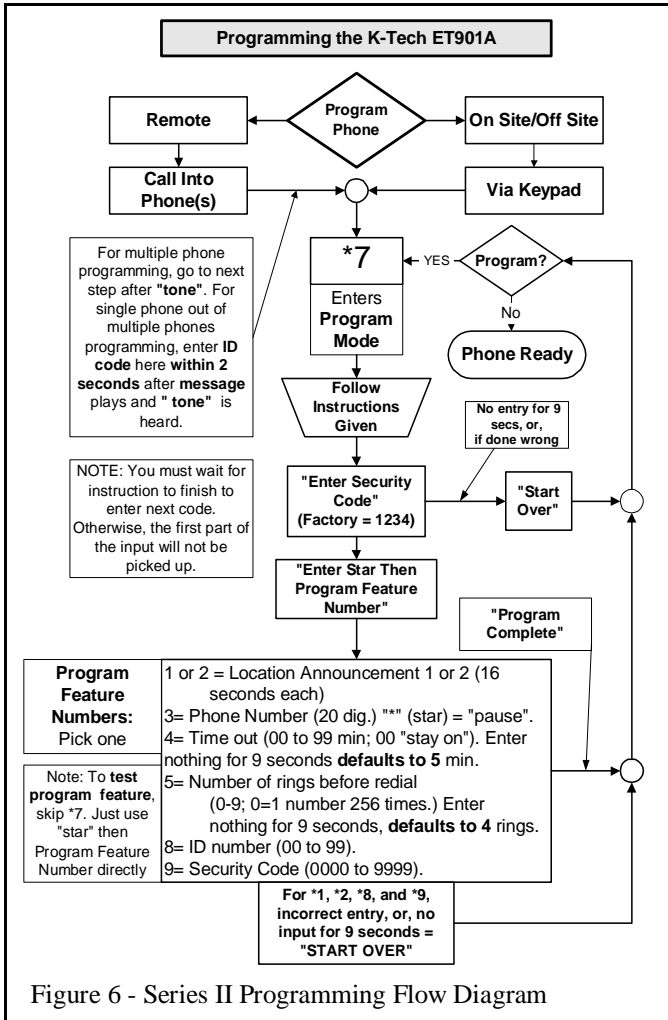 Programming the K-Tech ET901A
Program
Phone
Remote
On Site/Off Site
Call Into
Phone(s)
Via Keypad
For multiple phone
programming, go to next
step after "tone". For
single phone out of
multiple phones
programming, enter ID
code here within 2
seconds after message
plays and " tone" is
heard.
*7
Enters
Program
Mode
YES
Program?
No
Phone Ready
Follow
Instructions
Given
No entry for 9
secs, or,
if done wrong
NOTE: You must wait for
instruction to finish to
enter next code.
Otherwise, the first part of
the input will not be
picked up.
"Enter Security
Code"
(Factory = 1234)
"Start
Over"
"Enter Star Then
Program Feature
Number"
"Program
Complete"
Program
Feature
Numbers:
Pick one
Note: To test
program feature,
skip *7. Just use
"star" then
Program Feature
Number directly
1 or 2 = Location Announcement 1 or 2 (16
seconds each)
3= Phone Number (20 dig.) "*" (star) = "pause".
4= Time out (00 to 99 min; 00 "stay on"). Enter
nothing for 9 seconds defaults to 5 min.
5= Number of rings before redial
(0-9; 0=1 number 256 times.) Enter
nothing for 9 seconds, defaults to 4 rings.
8= ID number (00 to 99).
9= Security Code (0000 to 9999).
For *1, *2, *8, and *9,
incorrect entry, or, no
input for 9 seconds =
"START OVER"
Figure 6 - Series II Programming Flow Diagram